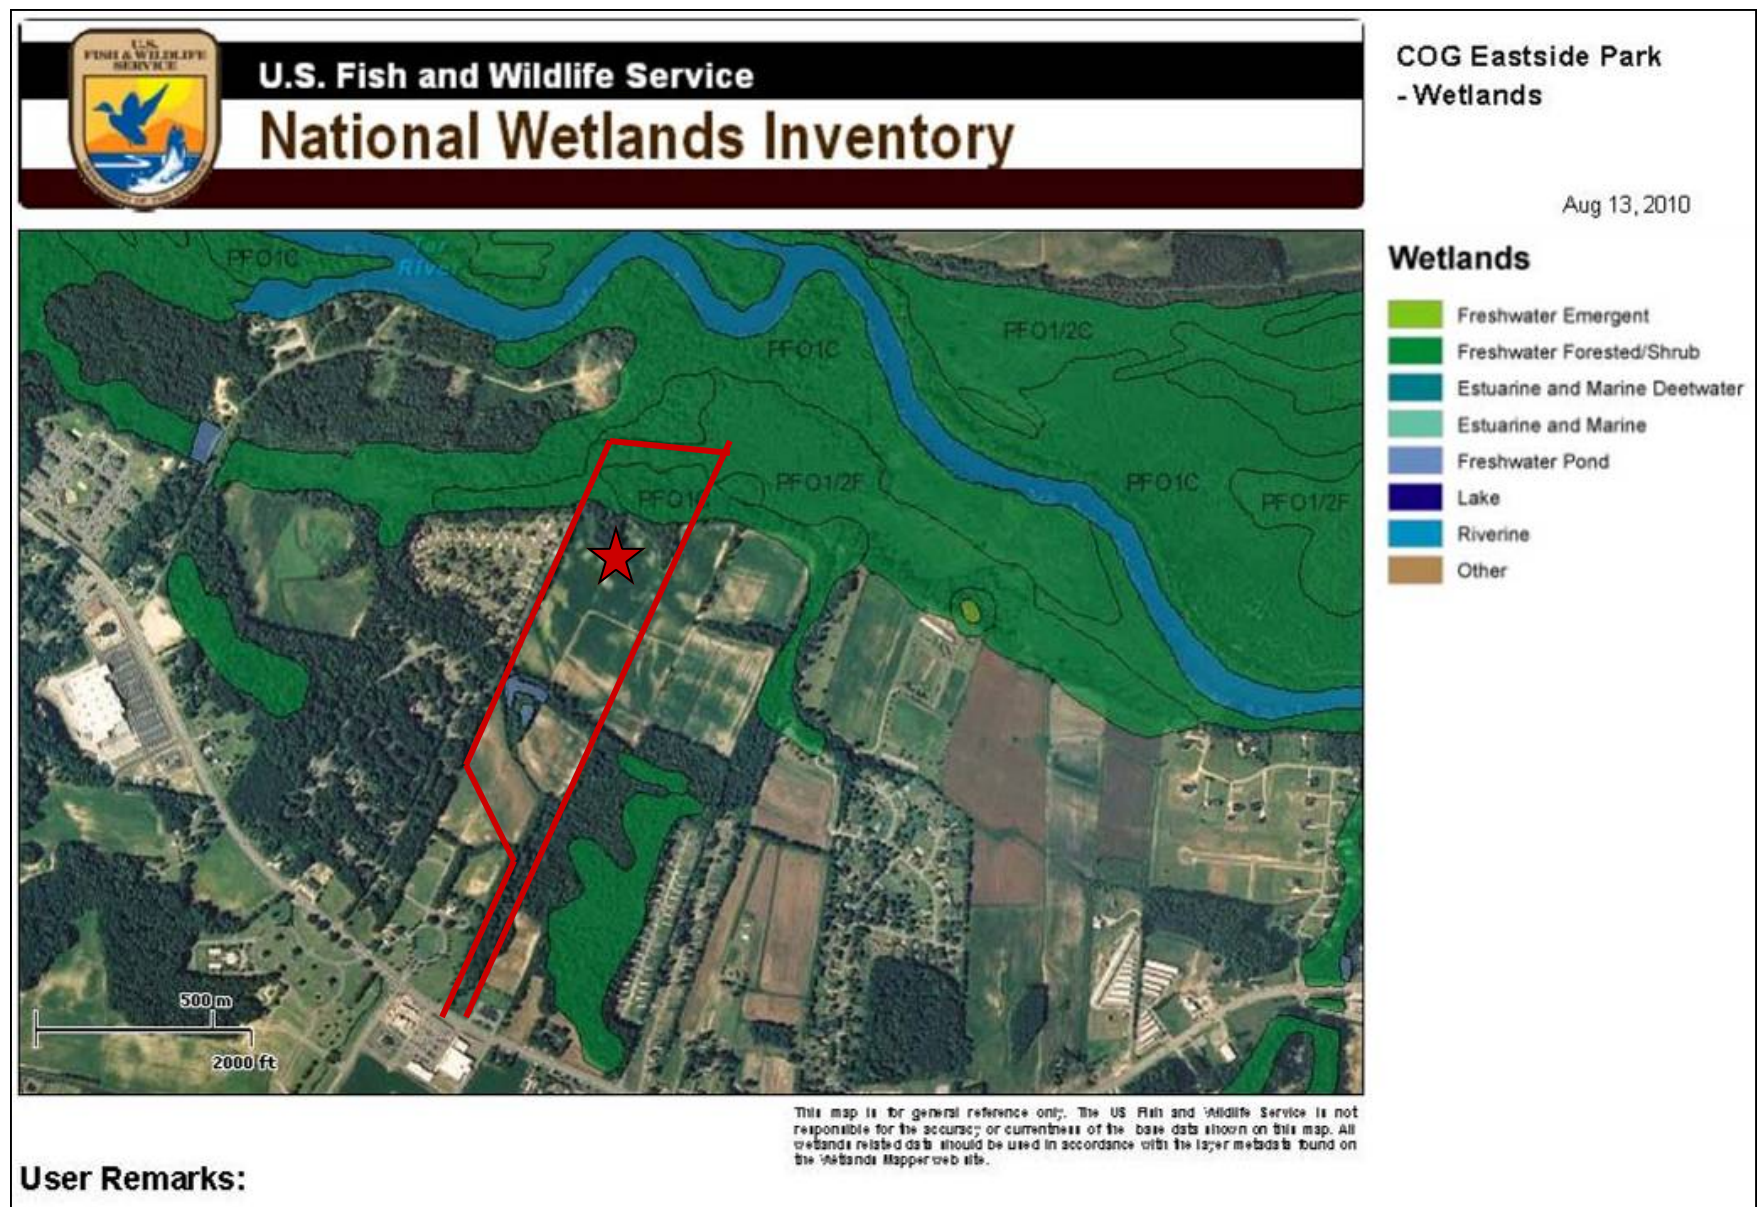 U.S.
FISH & WILDLIFE
SERVICE
U.S. Fish and Wildlife Service
National Wetlands Inventory
COG Eastside Park
- Wetlands
Aug 13, 2010
Wetlands
Freshwater Emergent
Freshwater Forested/Shrub
Estuarine and Marine Deetwater
Estuarine and Marine
Freshwater Pond
Lake
Riverine
Other
PFO1C
River
PFO1C
PFO1/2C
PFO1
PFO1/2F
PFO1C
PFO1/2F
500 m
2000 ft
This map is for general reference only. The US Fish and Wildlife Service is not
responsible for the accuracy or currentness of the base data shown on this map. All
wetlands related data should be used in accordance with the layer metadata found on
the Wetlands Mapper web site.
User Remarks: